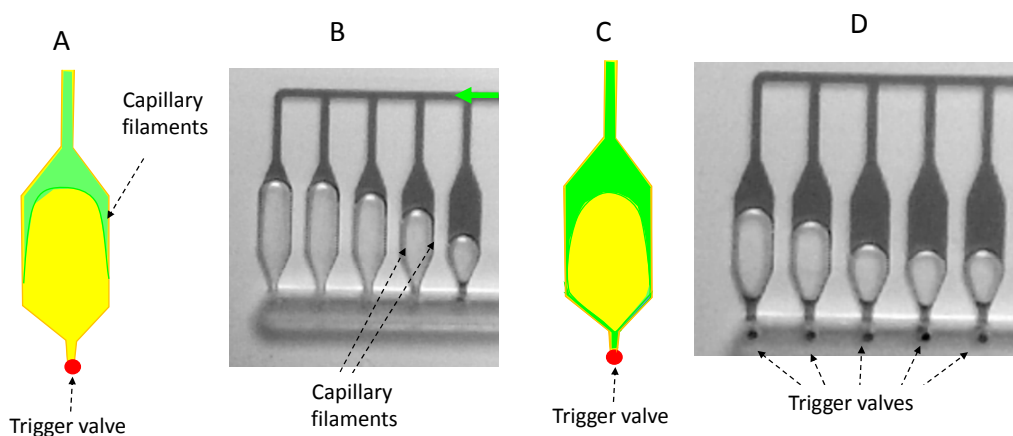 A
B
C
D
Capillary
filaments
Trigger valve
Capillary
filaments
Trigger valve
Trigger valves